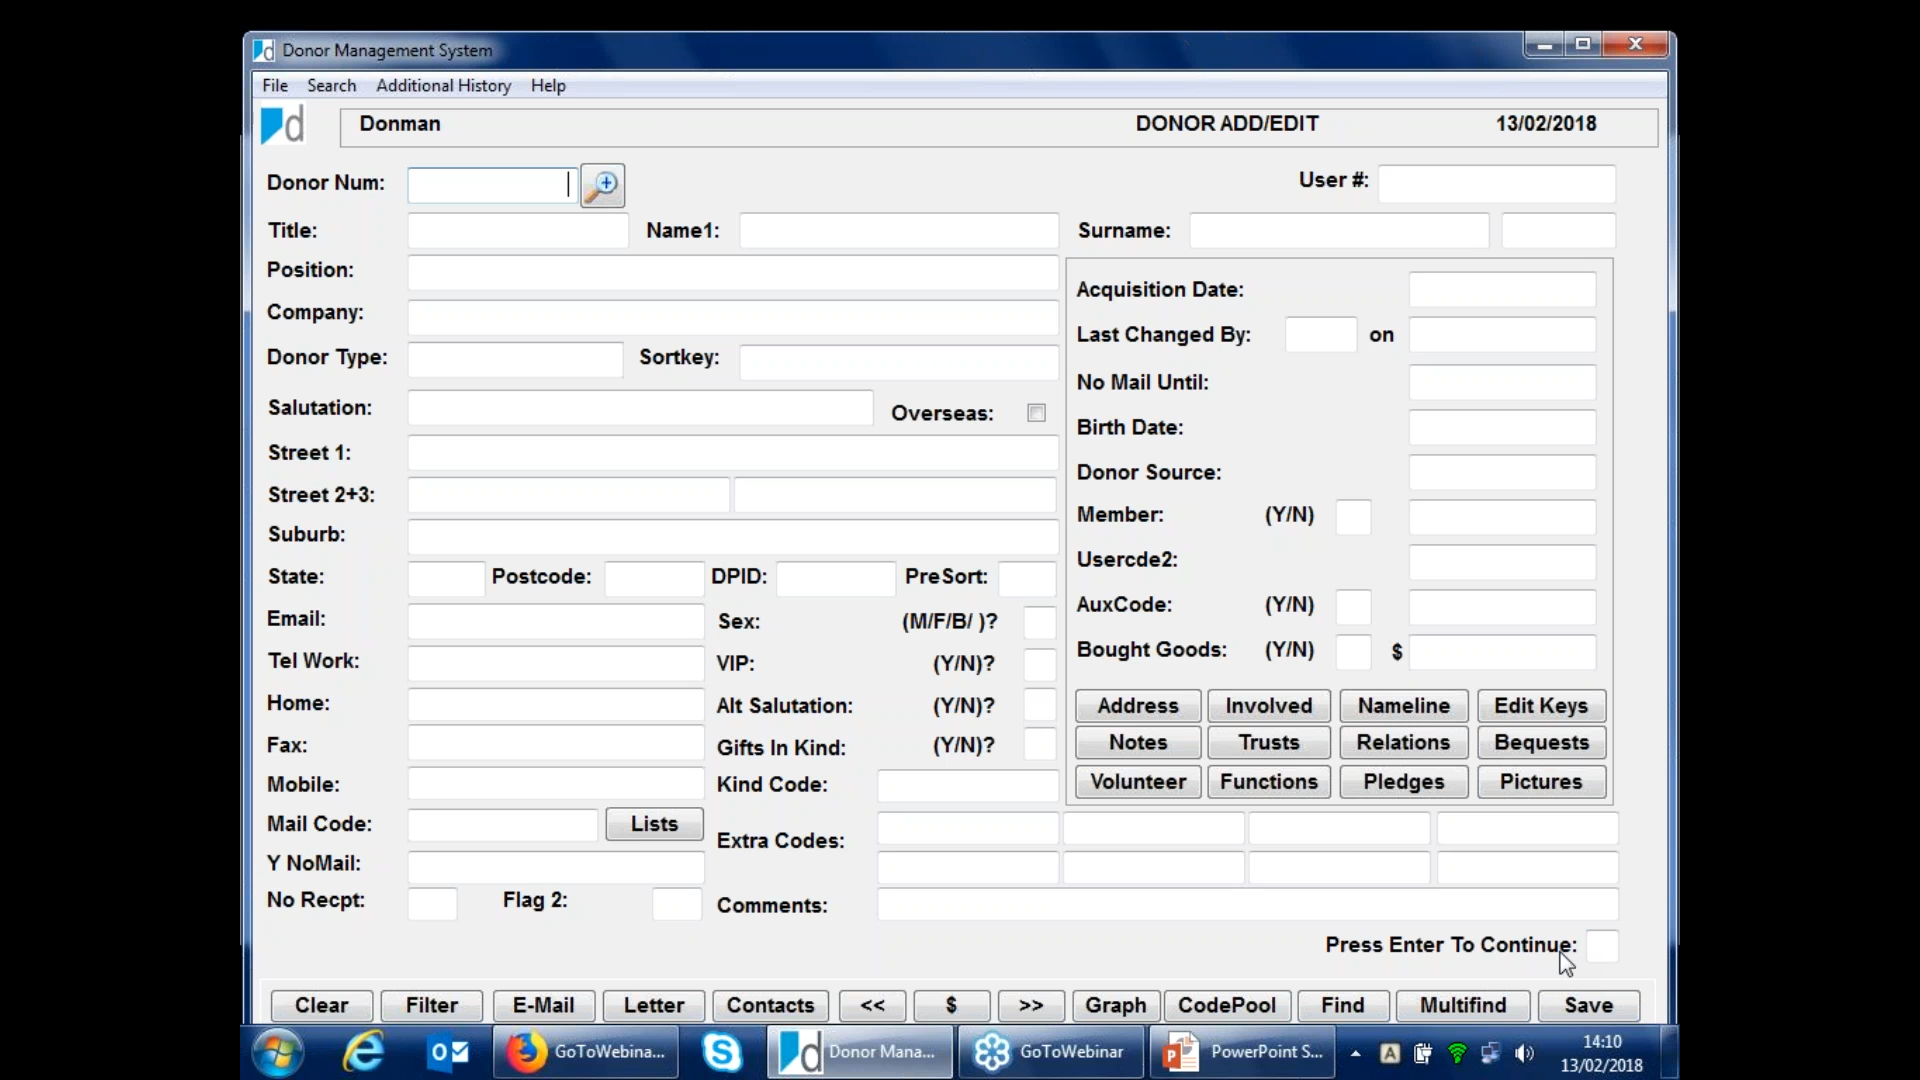 Donor Management System
File Search Additional History Help
Donman DONOR ADD/EDIT 13/02/2018
Donor Num: User #:
Title: Name1: Surname:
Position:
Acquisition Date:
Company:
Last Changed By: on
Donor Type: Sortkey:
No Mail Until:
Salutation: Overseas:
Birth Date:
Street 1:
Donor Source:
Street 2+3:
Member: (Y/N)
Suburb:
Usercde2:
State: Postcode: DPID: PreSort:
AuxCode: (Y/N)
Email: Sex: (M/F/B/ )?
Bought Goods: (Y/N) $
Tel Work: VIP: (Y/N)?
Home: Alt Salutation: (Y/N)?
Address Involved Nameline Edit Keys
Fax: Gifts In Kind: (Y/N)?
Notes Trusts Relations Bequests
Mobile: Kind Code:
Volunteer Functions Pledges Pictures
Mail Code: Lists
Extra Codes:
Y NoMail:
No Recpt: Flag 2: Comments:
Press Enter To Continue:
Clear Filter E-Mail Letter Contacts << $ >> Graph CodePool Find Multifind Save
GoToWebina... Donor Mana... GoToWebinar PowerPoint S... A 14:10
13/02/2018